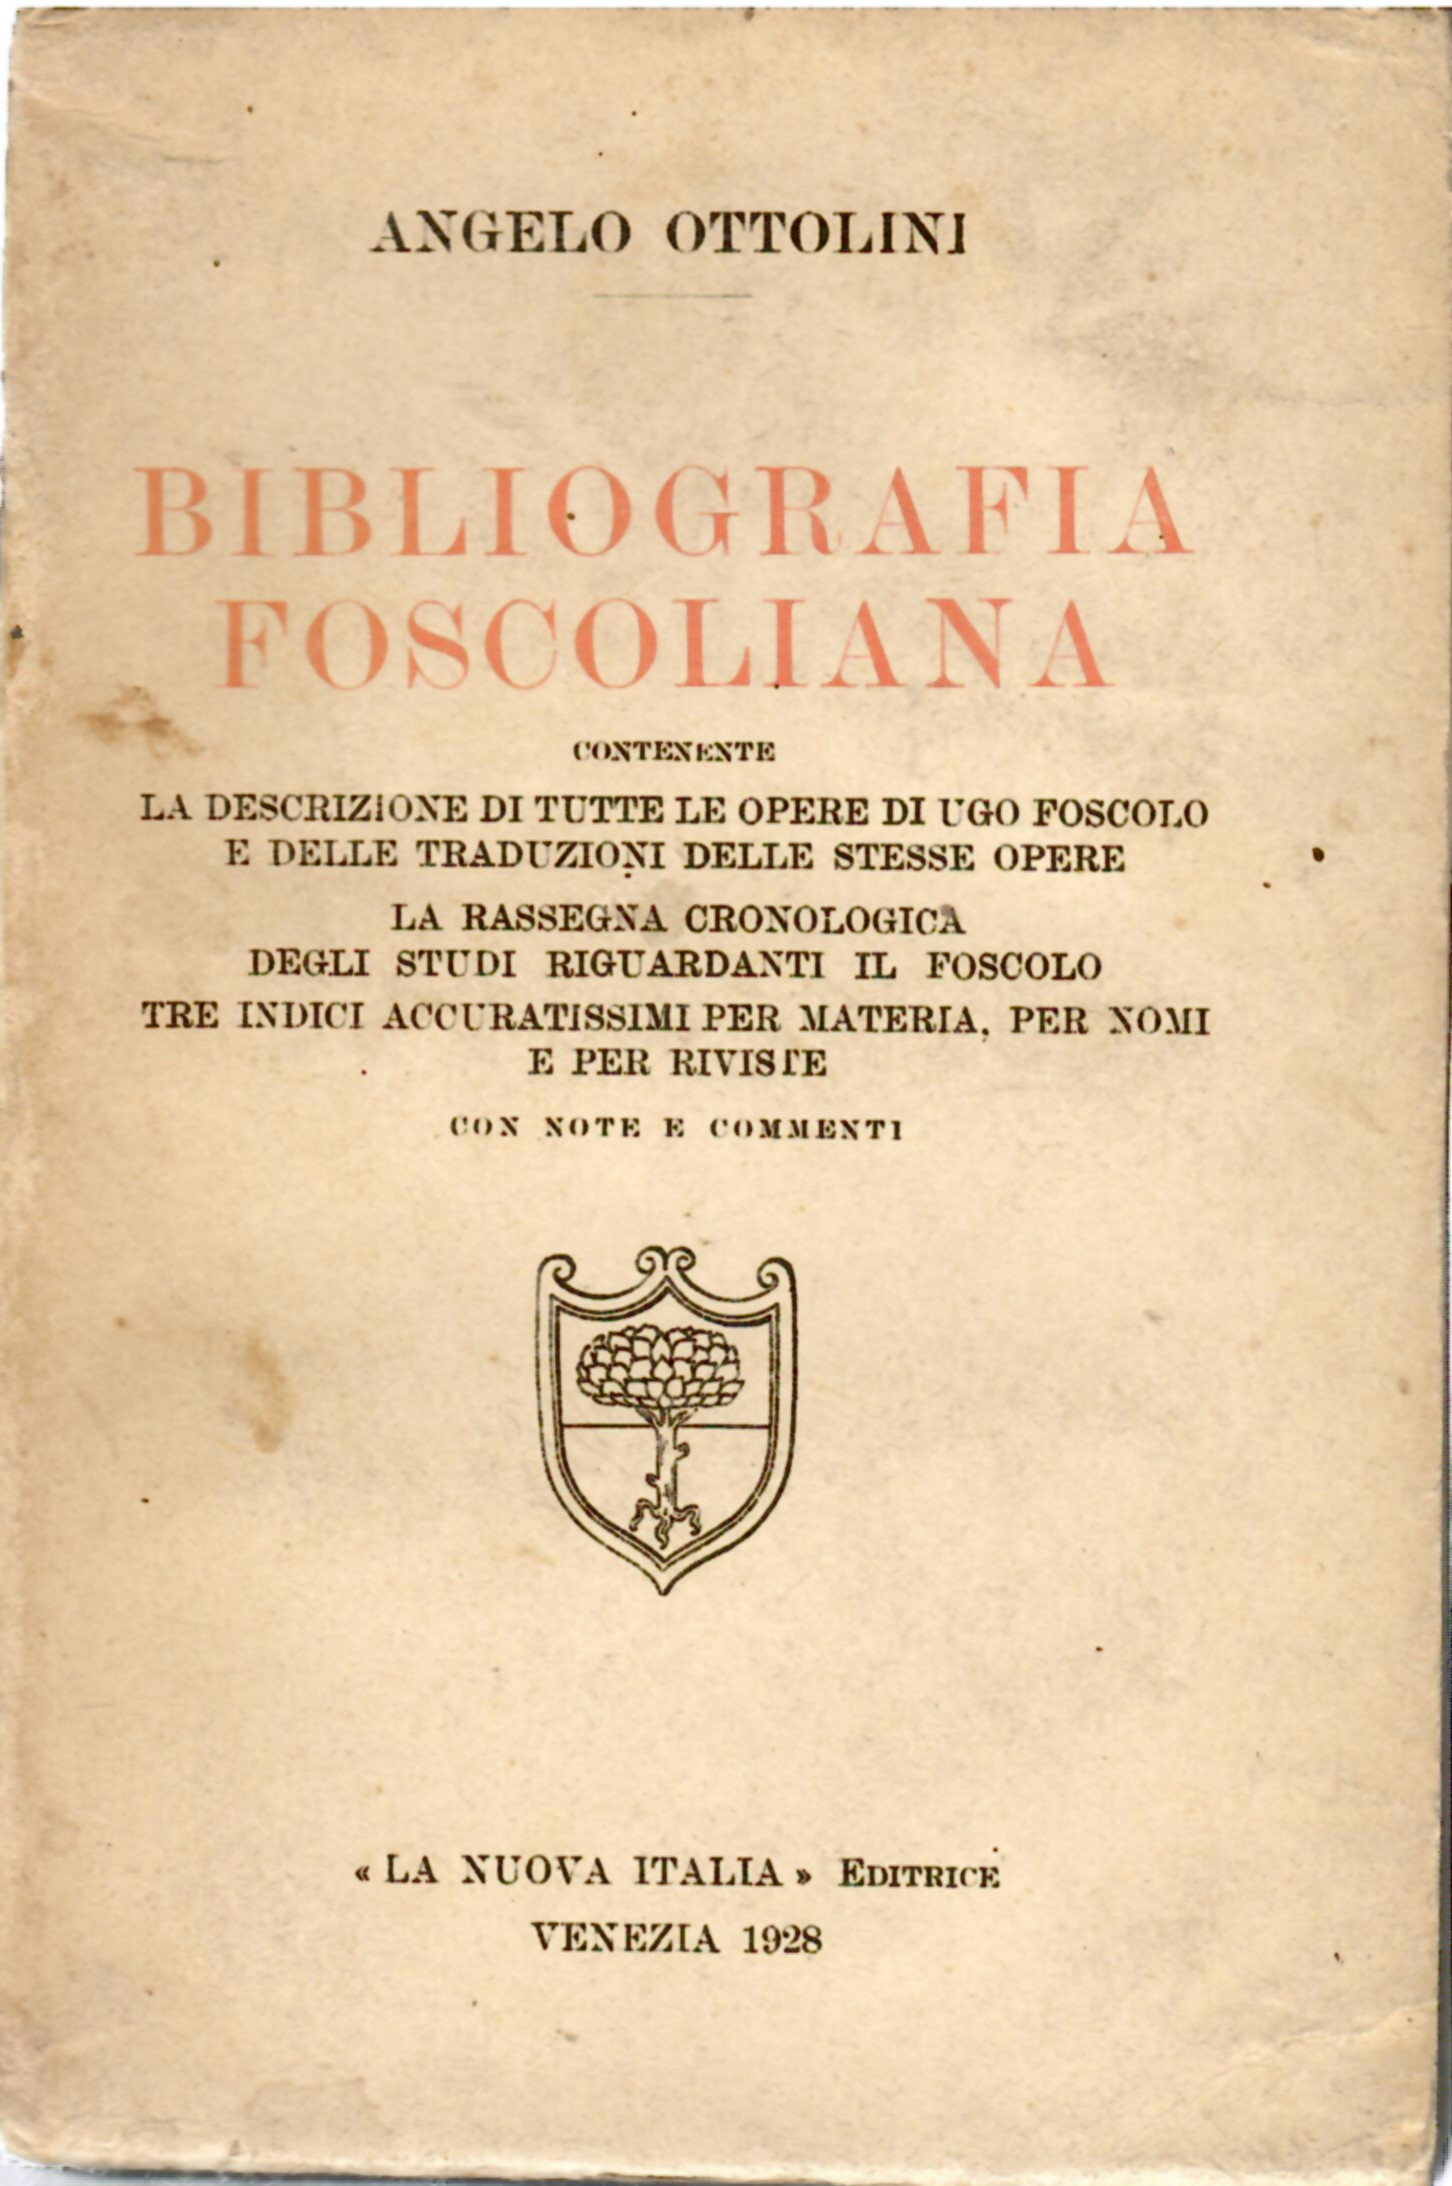 ANGELO OTTOLINI
BIBLIOGRAFIA
FOSCOLIANA
CONTENENTE
LA DESCRIZIONE DI TUTTE LE OPERE DI UGO FOSCOLO
E DELLE TRADUZIONI DELLE STESSE OPERE
LA RASSEGNA CRONOLOGICA
DEGLI STUDI RIGUARDANTI IL FOSCOLO
TRE INDICI ACCURATISSIMI PER MATERIA, PER NOMI
E PER RIVISTE
CON NOTE E COMMENTI
« LA NUOVA ITALIA » EDITRICE
VENEZIA 1928